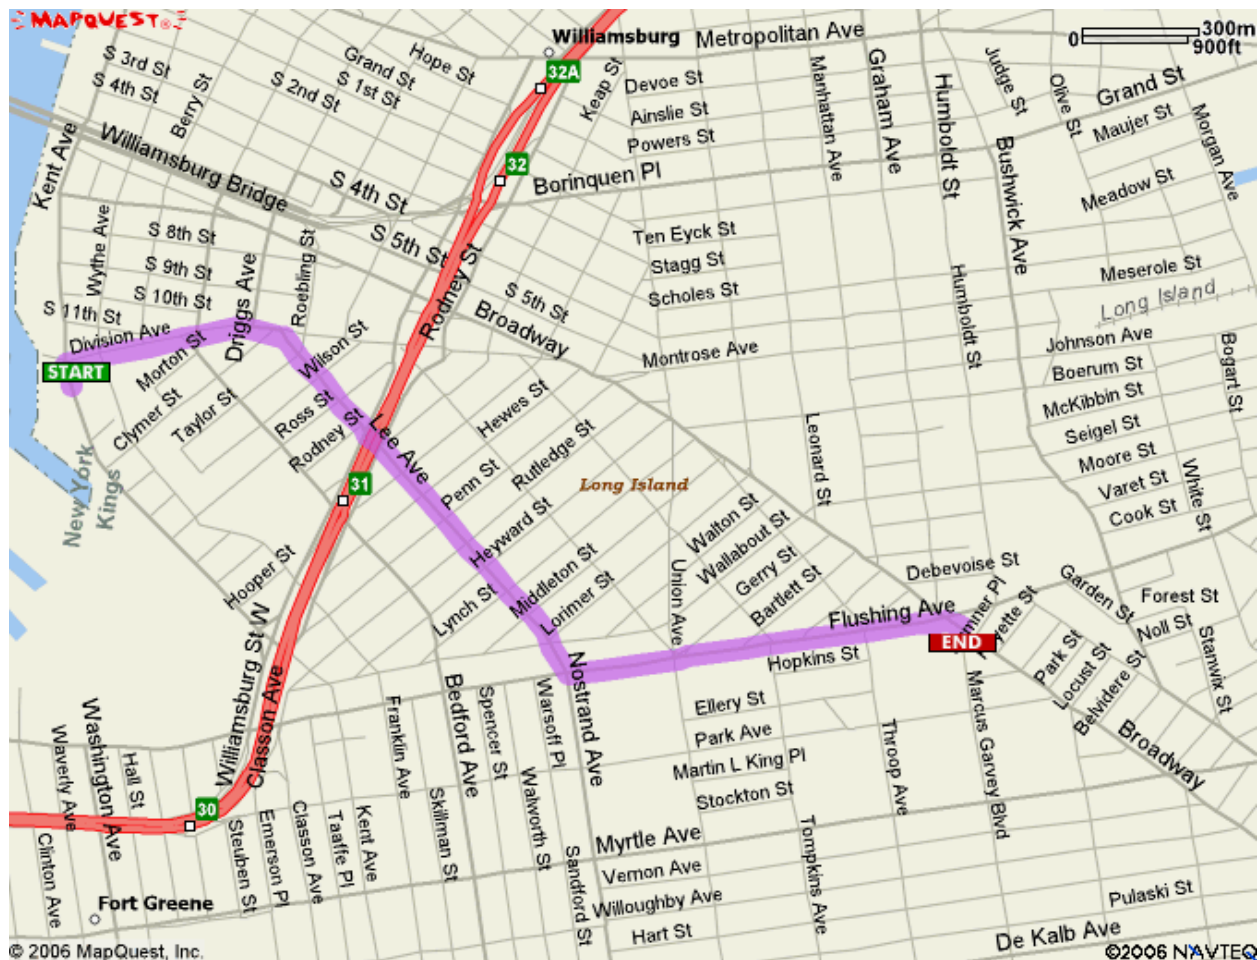 MAPQUEST®
Williamsburg
Metropolitan Ave
300m
0
900ft
32A
Hope St
S 3rd St
Grand St
S 4th St
S 1st St
S 2nd St
Berry St
Keap St
Devoe St
Ainslie St
Powers St
Manhattan Ave
Graham Ave
Humboldt St
Judge St
Olive St
Grand St
Maujer St
Morgan Ave
Kent Ave
Williamsburg Bridge
S 4th St
32
Borinquen Pl
Bushwick Ave
Meadow St
Wythe Ave
S 8th St
S 5th St
Ten Eyck St
Stagg St
Scholes St
S 9th St
S 10th St
Driggs Ave
Roebling St
Rodney St
S 5th St
Broadway
Humboldt St
Meserole St
Long Island
S 11th St
Division Ave
Wilson St
Montrose Ave
Johnson Ave
Boerum St
Bogart St
START
Morton St
McKibbin St
Clymer St
Taylor St
Ross St
Rodney St
Lee Ave
Hewes St
Rutledge St
Leonard St
Seigel St
Moore St
Varet St
White St
Cook St
New York
Kings
31
Penn St
Long Island
Heyward St
Walton St
Wallabout St
Gerry St
Bartlett St
Hooper St
Lynch St
Middleton St
Lorimer St
Union Ave
Debevoise St
Flushing Ave
Garden St
Forest St
Noll St
Stanwix St
END
Hopkins St
Park St
Locust St
Belvidere St
Williamsburg St W
Classon Ave
Bedford Ave
Spencer St
Warsoff Pl
Nostrand Ave
Ellery St
Park Ave
Martin L King Pl
Stockton St
Throop Ave
Marcus Garvey Blvd
Broadway
Waverly Ave
Washington Ave
Hall St
Franklin Ave
30
Clinton Ave
Steuben St
Emerson Pl
Classon Ave
Taaffe Pl
Kent Ave
Skillman St
Walworth St
Sandford St
Myrtle Ave
Vernon Ave
Willoughby Ave
Hart St
Tompkins Ave
Pulaski St
De Kalb Ave
Fort Greene
© 2006 MapQuest, Inc.
©2006 NAVTEQ